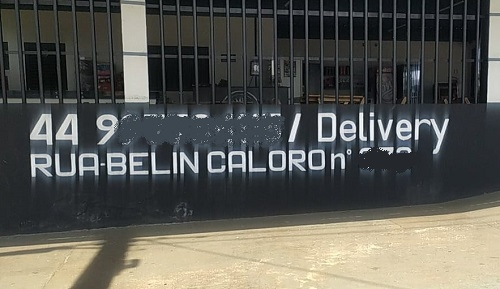 44 9 / Delivery
RUA-BELIN CALORO nº